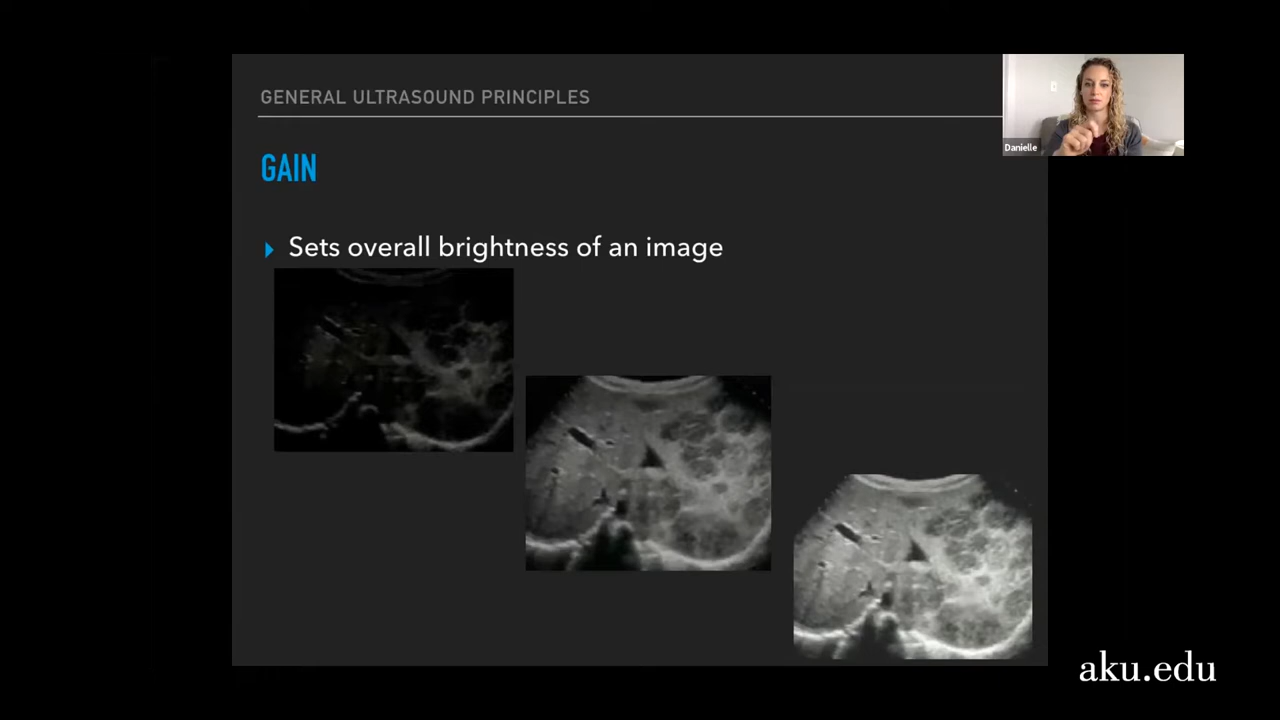 GENERAL ULTRASOUND PRINCIPLES
Danielle
GAIN
Sets overall brightness of an image
aku.edu